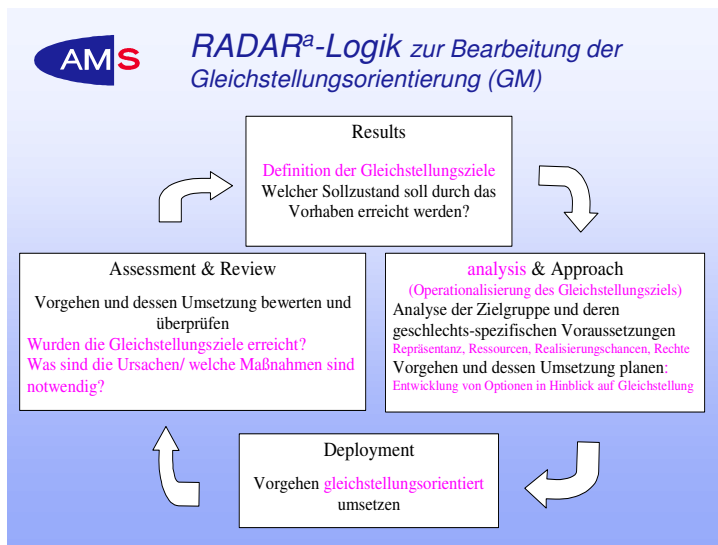 AMS
RADARª-Logik zur Bearbeitung der
Gleichstellungsorientierung (GM)
Results
Definition der Gleichstellungsziele
Welcher Sollzustand soll durch das
Vorhaben erreicht werden?
Assessment & Review
Vorgehen und dessen Umsetzung bewerten und
überprüfen
Wurden die Gleichstellungsziele erreicht?
Was sind die Ursachen/ welche Maßnahmen sind
notwendig?
analysis & Approach
(Operationalisierung des Gleichstellungsziels)
Analyse der Zielgruppe und deren
geschlechts-spezifischen Voraussetzungen
Repräsentanz, Ressourcen, Realisierungschancen, Rechte
Vorgehen und dessen Umsetzung planen:
Entwicklung von Optionen in Hinblick auf Gleichstellung
Deployment
Vorgehen gleichstellungsorientiert
umsetzen